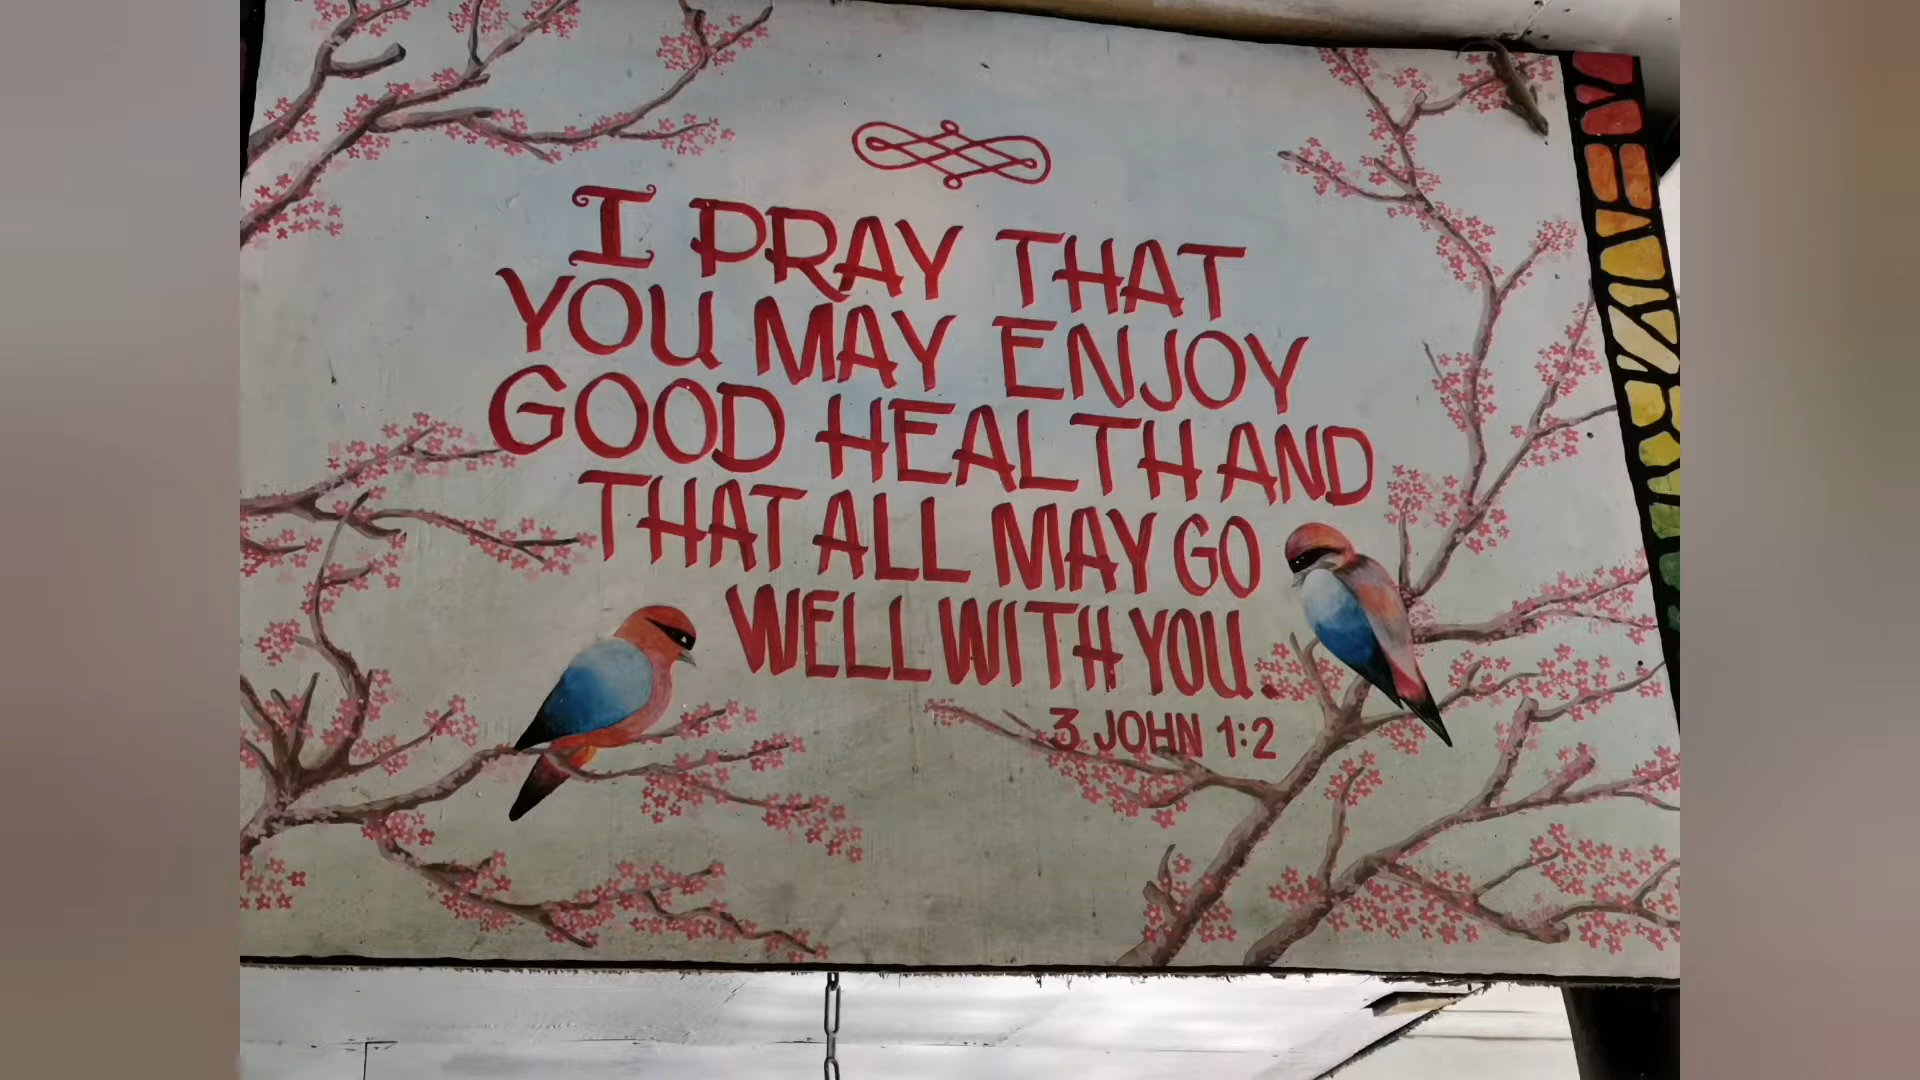 I PRAY THAT
YOU MAY ENJOY
GOOD HEALTH AND
THAT ALL MAY GO
WELL WITH YOU.
3 JOHN 1:2